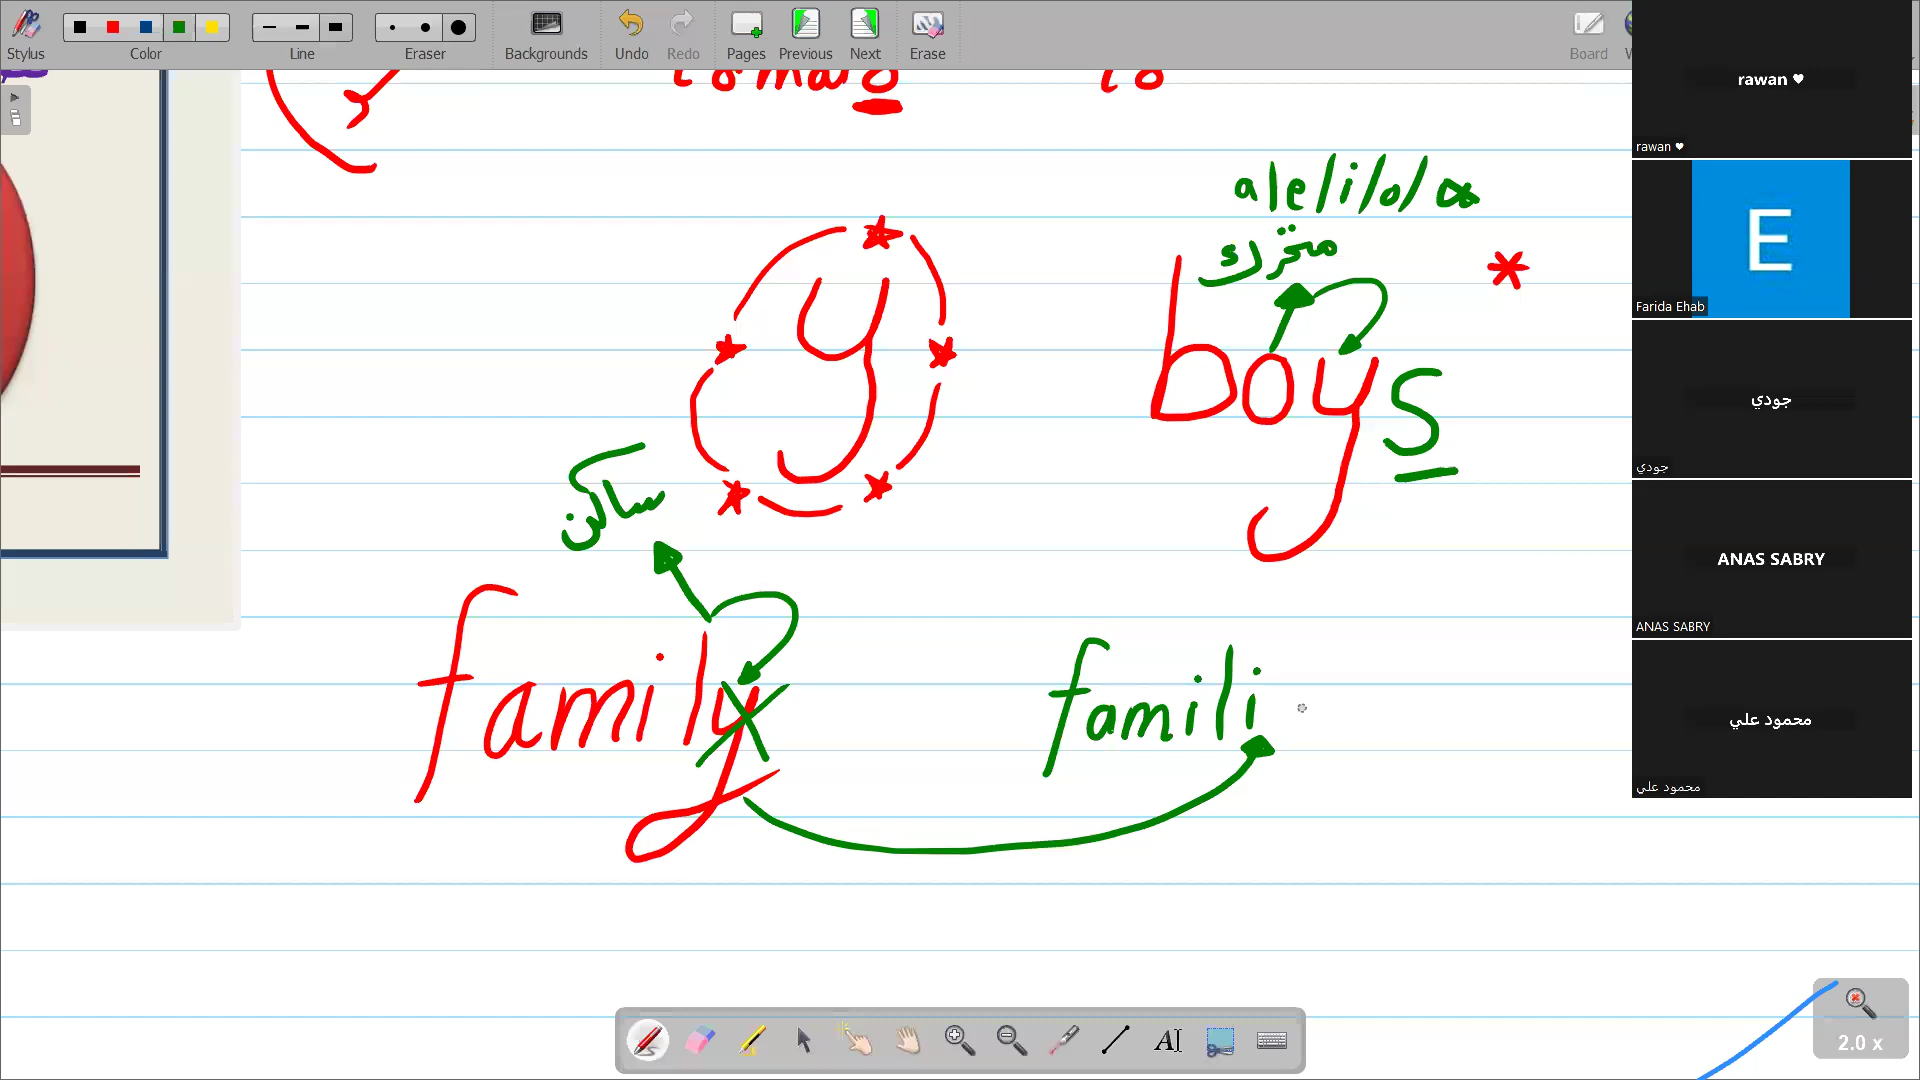 Stylus Color Line Eraser Backgrounds Undo Redo Pages Previous Next Erase Board
a/e/i/o/
متحرك
y
boys
ساكن
family
famili
rawan ♥
rawan ♥
E
Farida Ehab
جودي
جودي
ANAS SABRY
ANAS SABRY
محمود علي
محمود علي
2.0 x